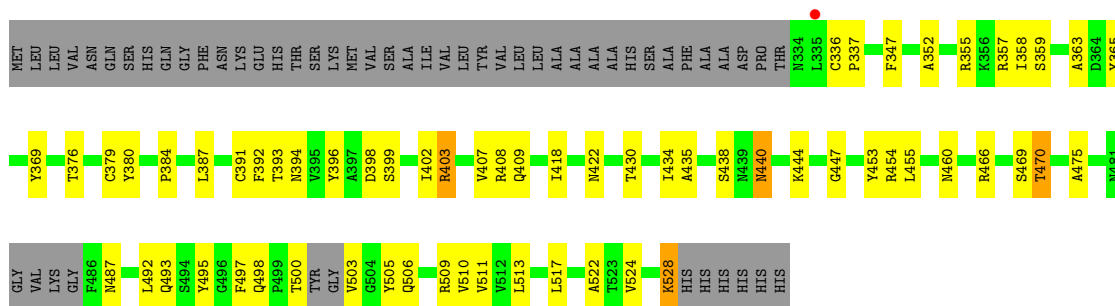 MET LEU LEU VAL ASN GLN SER HIS GLN GLY PHE ASN LYS GLU HIS THR SER LYS MET VAL SER ALA ILE VAL LEU TYR VAL LEU LEU ALA ALA ALA ALA HIS SER ALA PHE ALA ALA ASP PRO THR N334 L335 C336 P337 F347 A352 R355 K356 R357 I358 S359 A363 D364 Y365
Y369 T376 C379 Y380 P384 L387 C391 F392 T393 N394 V395 Y396 A397 D398 S399 I402 R403 V407 R408 Q409 I418 N422 T430 I434 A435 S438 N439 N440 K444 G447 Y453 R454 L455 N460 R466 S469 T470 A475 N481
GLY VAL LYS GLY F486 N487 L492 Q493 S494 Y495 G496 F497 Q498 P499 T500 TYR GLY V503 G504 Y505 Q506 R509 V510 V511 V512 L513 L517 A522 T523 V524 K528 HIS HIS HIS HIS HIS HIS